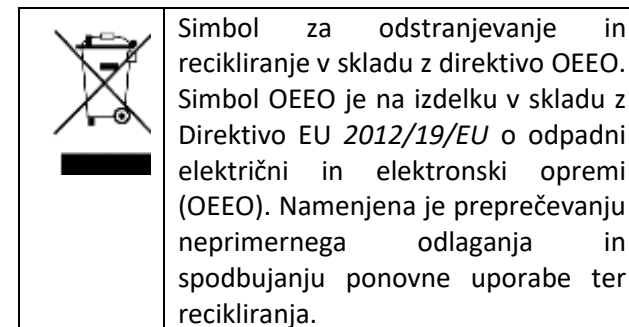 Simbol za odstranjevanje in
recikliranje v skladu z direktivo OEEO.
Simbol OEEO je na izdelku v skladu z
Direktivo EU 2012/19/EU o odpadni
električni in elektronski opremi
(OEEO). Namenjena je preprečevanju
neprimernega odlaganja in
spodbujanju ponovne uporabe ter
recikliranja.